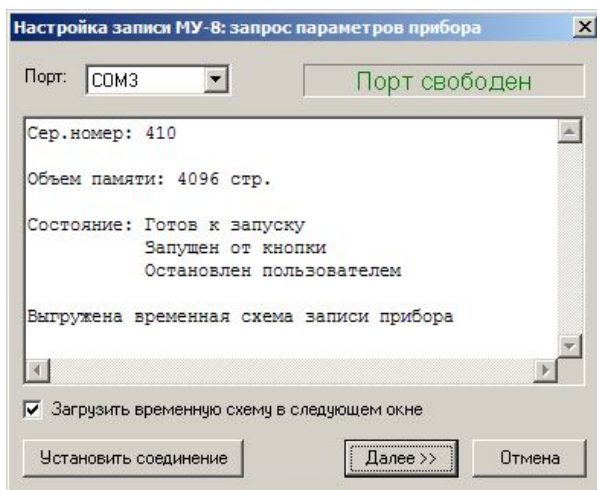 Настройка записи МУ-8: запрос параметров прибора
Порт: COM3 Порт свободен
Сер.номер: 410
Объем памяти: 4096 стр.
Состояние: Готов к запуску
Запущен от кнопки
Остановлен пользователем
Выгружена временная схема записи прибора
Загрузить временную схему в следующем окне
Установить соединение Далее >> Отмена